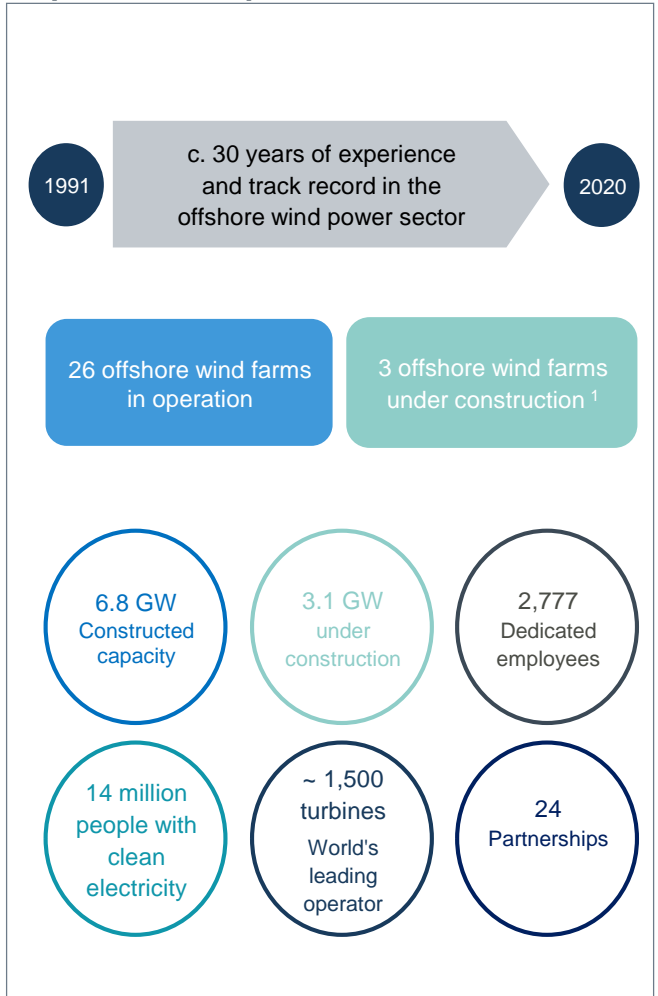 1991
c. 30 years of experience
and track record in the
offshore wind power sector
2020
26 offshore wind farms
in operation
3 offshore wind farms
under construction ¹
6.8 GW
Constructed
capacity
3.1 GW
under
construction
2,777
Dedicated
employees
14 million
people with
clean
electricity
~ 1,500
turbines
World's
leading
operator
24
Partnerships